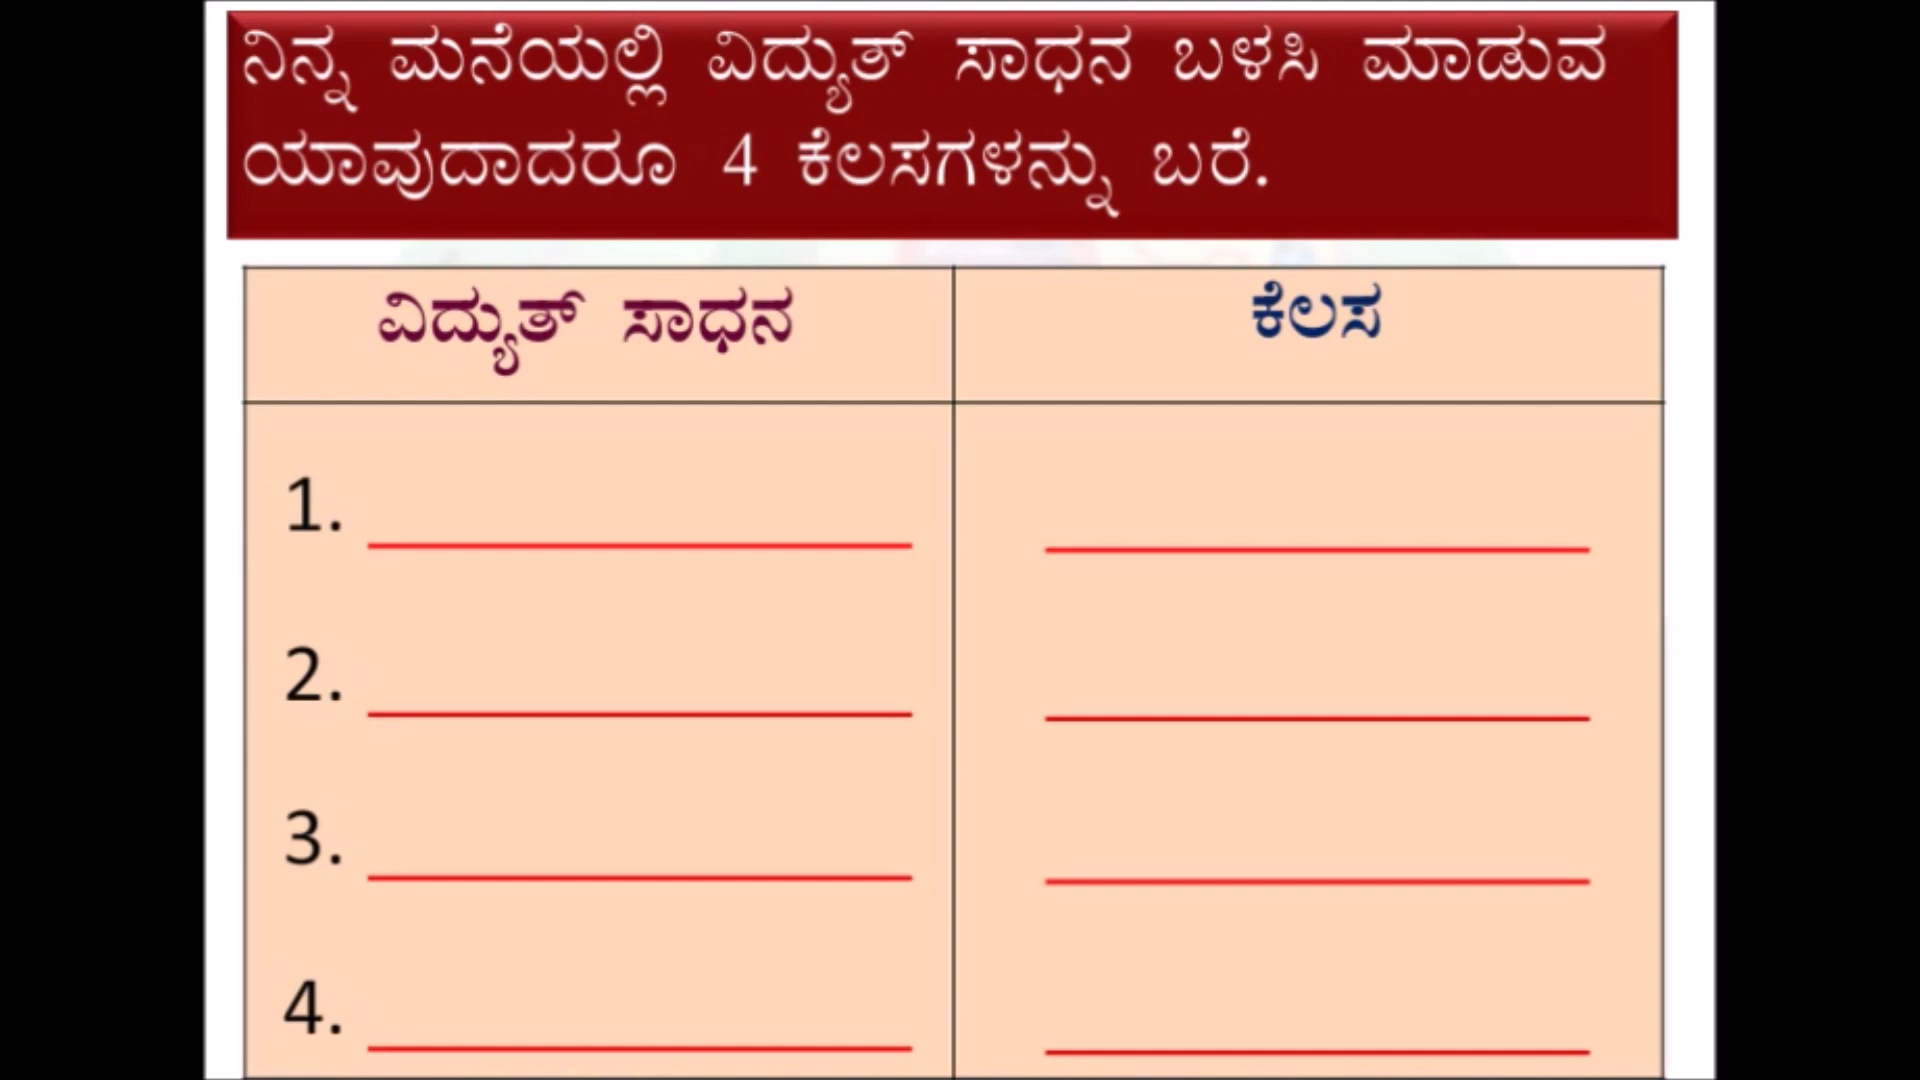 ನಿನ್ನ ಮನೆಯಲ್ಲಿ ವಿದ್ಯುತ್ ಸಾಧನ ಬಳಸಿ ಮಾಡುವ
ಯಾವುದಾದರೂ 4 ಕೆಲಸಗಳನ್ನು ಬರೆ.
ವಿದ್ಯುತ್ ಸಾಧನ ಕೆಲಸ
1.
2.
3.
4.